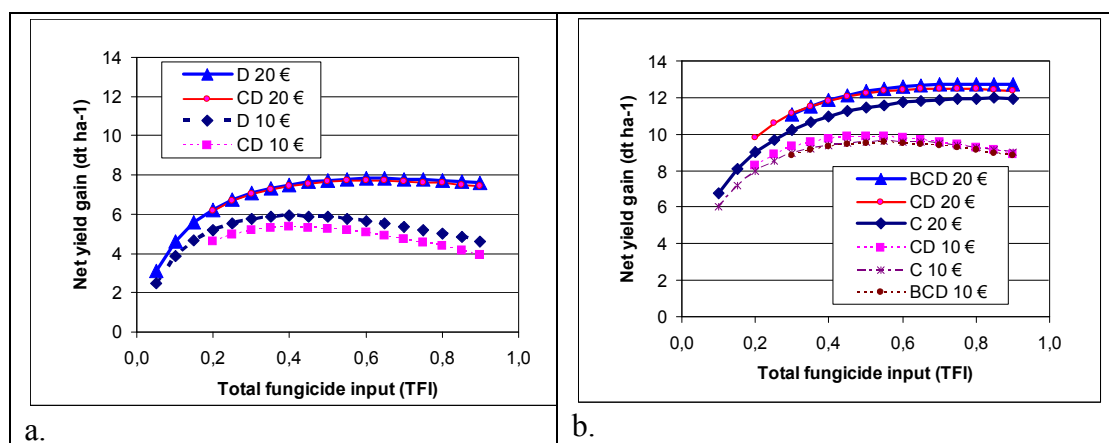 Net yield gain (dt ha-1)
14
12
10
8
6
4
2
0
D 20 €
CD 20 €
D 10 €
CD 10 €
0,0 0,2 0,4 0,6 0,8 1,0
Total fungicide input (TFI)
a.
Net yield gain (dt ha-1)
14
12
10
8
6
4
2
0
BCD 20 €
CD 20 €
C 20 €
CD 10 €
C 10 €
BCD 10 €
0,0 0,2 0,4 0,6 0,8 1,0
Total fungicide input (TFI)
b.